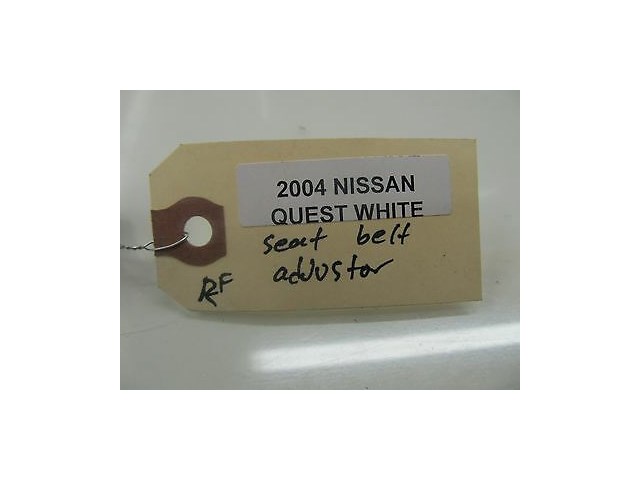 2004 NISSAN
QUEST WHITE
seat belt
adjustor
RF